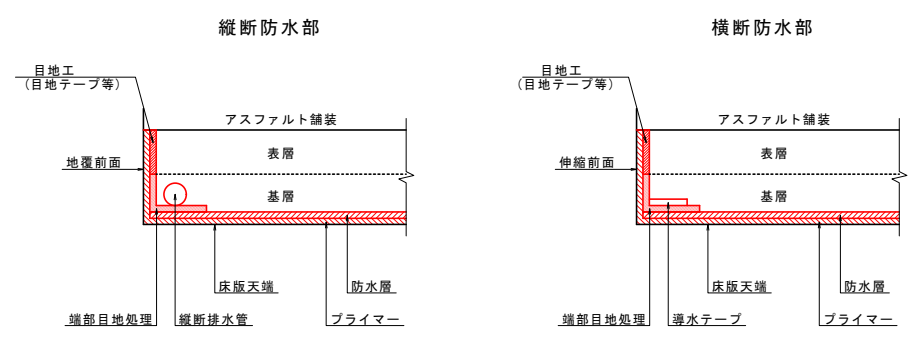 縦断防水部
目地工
(目地テープ等)
アスファルト舗装
表層
地覆前面
基層
床版天端
防水層
端部目地処理
縦断排水管
プライマー
横断防水部
目地工
(目地テープ等)
アスファルト舗装
表層
伸縮前面
基層
床版天端
防水層
端部目地処理
導水テープ
プライマー